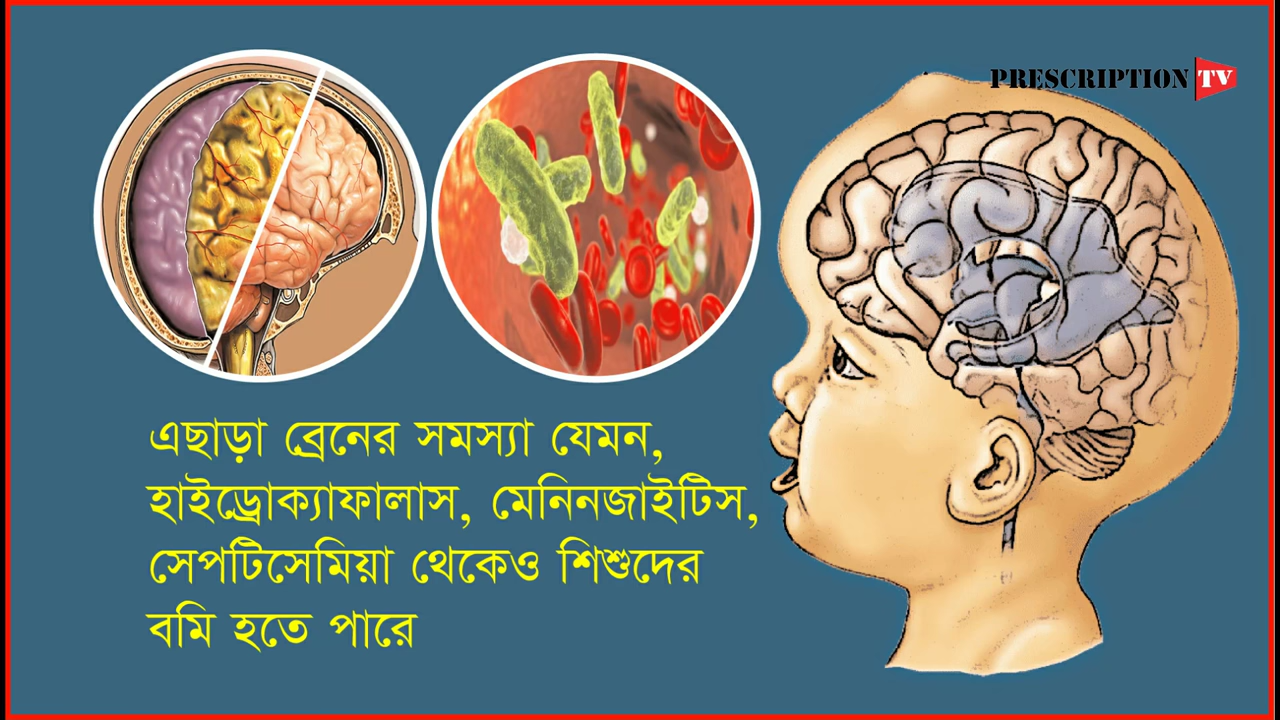 PRESCRIPTION TV
এছাড়া ব্রেনের সমস্যা যেমন,
হাইড্রোক্যাফালাস, মেনিনজাইটিস,
সেপটিসেমিয়া থেকেও শিশুদের
বমি হতে পারে